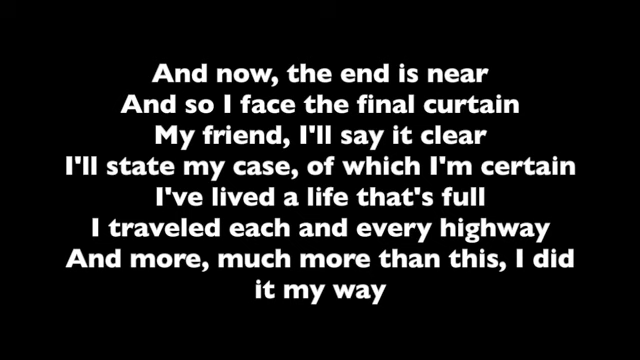 And now, the end is near
And so I face the final curtain
My friend, I'll say it clear
I'll state my case, of which I'm certain
I've lived a life that's full
I traveled each and every highway
And more, much more than this, I did
it my way